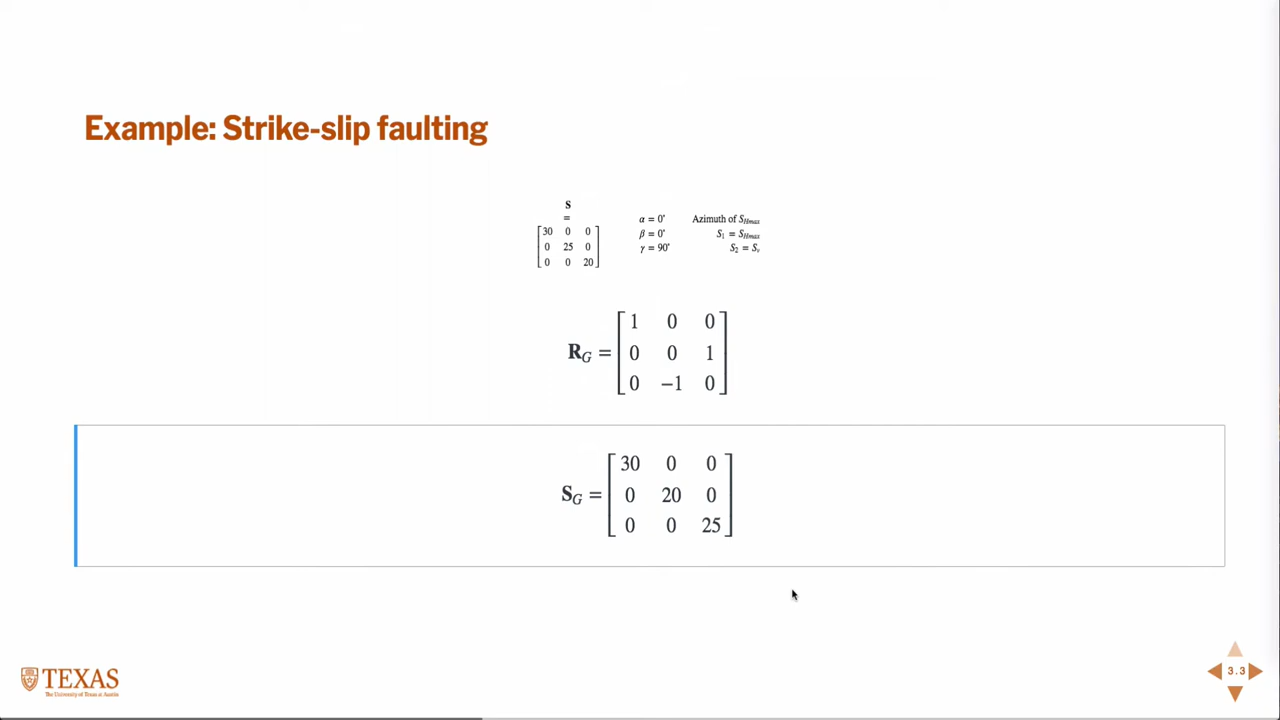 Example: Strike-slip faulting
S
=
[30 0 0
0 25 0
0 0 20]
α = 0° Azimuth of S_Hmax
β = 0° S_1 = S_Hmax
γ = 90° S_2 = S_v
R_G = [1 0 0
0 0 1
0 −1 0]
S_G = [30 0 0
0 20 0
0 0 25]
TEXAS
The University of Texas at Austin
3.3